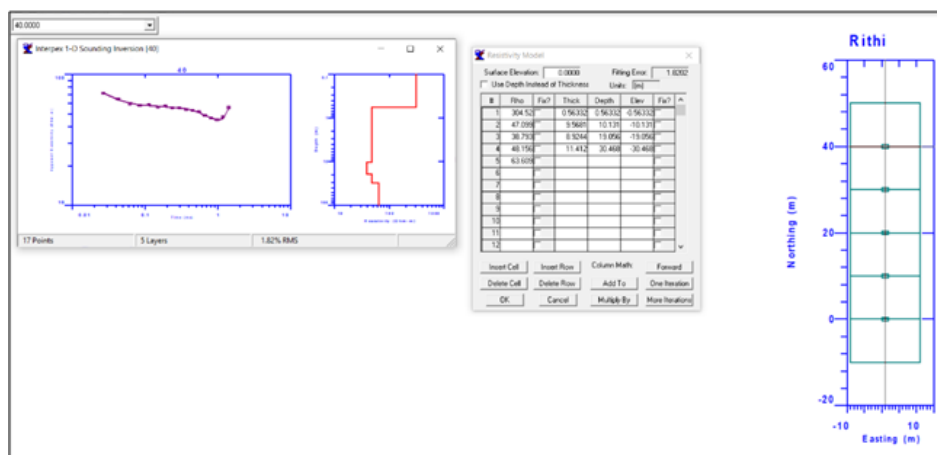 40.0000
Interpex 1-D Sounding Inversion (40)
40
0.01 0.1 1 10
Time (ms)
17 Points 5 Layers 1.82% RMS
Resistivity Model
Surface Elevation: 0.0000 Fitting Error: 1.8202
Use Depth Instead of Thickness Units: [m]
# Rho Fix? Thick Depth Elev Fix?
1 304.52 0.56332 0.56332 -0.56332
2 47.099 9.5681 10.131 -10.131
3 38.793 8.9244 19.056 -19.056
4 48.156 11.412 30.468 -30.468
5 63.609
6
7
8
9
10
11
12
Insert Cell Insert Row Column Math: Forward
Delete Cell Delete Row Add To One Iteration
OK Cancel Multiply By More Iterations
Rithi
60
40
20
0
-20
Northing (m)
-10 10
Easting (m)